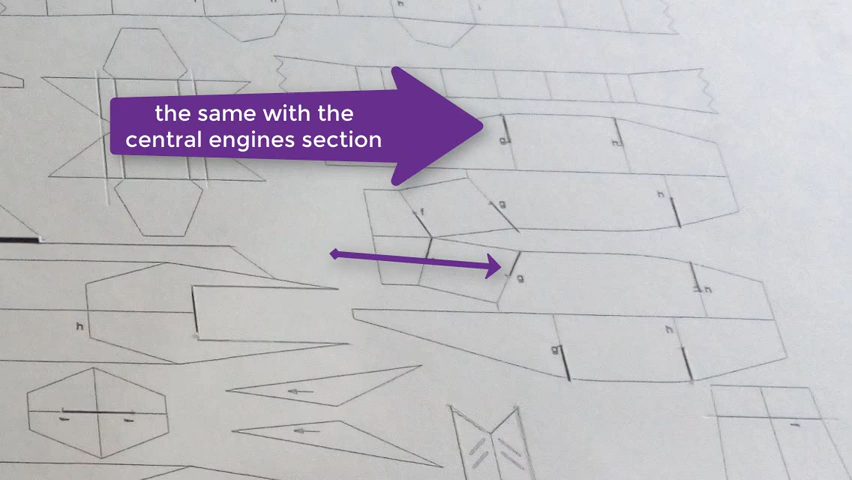 the same with the
central engines section
g
n
g
n
f
g
n
h
g
h